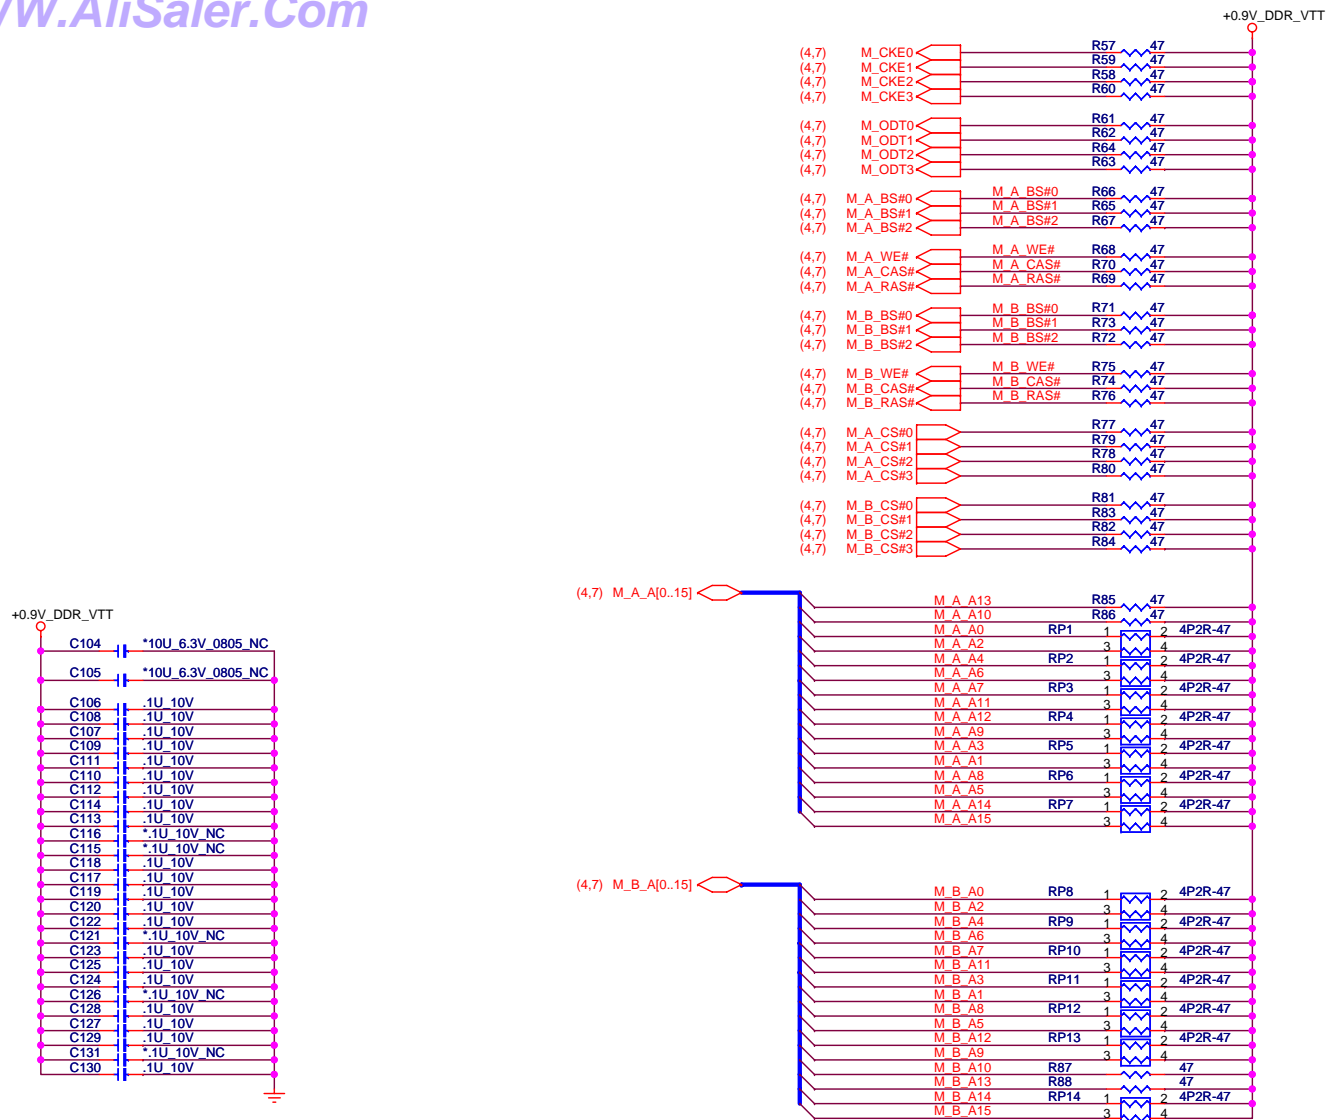 WW.AliSaler.Com
+0.9V_DDR_VTT
(4,7) M_CKE0 R57 47
(4,7) M_CKE1 R59 47
(4,7) M_CKE2 R58 47
(4,7) M_CKE3 R60 47
(4,7) M_ODT0 R61 47
(4,7) M_ODT1 R62 47
(4,7) M_ODT2 R64 47
(4,7) M_ODT3 R63 47
(4,7) M_A_BS#0 M_A_BS#0 R66 47
(4,7) M_A_BS#1 M_A_BS#1 R65 47
(4,7) M_A_BS#2 M_A_BS#2 R67 47
(4,7) M_A_WE# M_A_WE# R68 47
(4,7) M_A_CAS# M_A_CAS# R70 47
(4,7) M_A_RAS# M_A_RAS# R69 47
(4,7) M_B_BS#0 M_B_BS#0 R71 47
(4,7) M_B_BS#1 M_B_BS#1 R73 47
(4,7) M_B_BS#2 M_B_BS#2 R72 47
(4,7) M_B_WE# M_B_WE# R75 47
(4,7) M_B_CAS# M_B_CAS# R74 47
(4,7) M_B_RAS# M_B_RAS# R76 47
(4,7) M_A_CS#0 R77 47
(4,7) M_A_CS#1 R79 47
(4,7) M_A_CS#2 R78 47
(4,7) M_A_CS#3 R80 47
(4,7) M_B_CS#0 R81 47
(4,7) M_B_CS#1 R83 47
(4,7) M_B_CS#2 R82 47
(4,7) M_B_CS#3 R84 47
(4,7) M_A_A[0..15]
M_A_A13 R85 47
M_A_A10 R86 47
M_A_A0 RP1 1 2 4P2R-47
M_A_A2 3 4
M_A_A4 RP2 1 2 4P2R-47
M_A_A6 3 4
M_A_A7 RP3 1 2 4P2R-47
M_A_A11 3 4
M_A_A12 RP4 1 2 4P2R-47
M_A_A9 3 4
M_A_A3 RP5 1 2 4P2R-47
M_A_A1 3 4
M_A_A8 RP6 1 2 4P2R-47
M_A_A5 3 4
M_A_A14 RP7 1 2 4P2R-47
M_A_A15 3 4
(4,7) M_B_A[0..15]
M_B_A0 RP8 1 2 4P2R-47
M_B_A2 3 4
M_B_A4 RP9 1 2 4P2R-47
M_B_A6 3 4
M_B_A7 RP10 1 2 4P2R-47
M_B_A11 3 4
M_B_A3 RP11 1 2 4P2R-47
M_B_A1 3 4
M_B_A8 RP12 1 2 4P2R-47
M_B_A5 3 4
M_B_A12 RP13 1 2 4P2R-47
M_B_A9 3 4
M_B_A10 R87 47
M_B_A13 R88 47
M_B_A14 RP14 1 2 4P2R-47
M_B_A15 3 4
+0.9V_DDR_VTT
C104 *10U_6.3V_0805_NC
C105 *10U_6.3V_0805_NC
C106 .1U_10V
C108 .1U_10V
C107 .1U_10V
C109 .1U_10V
C111 .1U_10V
C110 .1U_10V
C112 .1U_10V
C114 .1U_10V
C113 .1U_10V
C116 *.1U_10V_NC
C115 *.1U_10V_NC
C118 .1U_10V
C117 .1U_10V
C119 .1U_10V
C120 .1U_10V
C122 .1U_10V
C121 *.1U_10V_NC
C123 .1U_10V
C125 .1U_10V
C124 .1U_10V
C126 *.1U_10V_NC
C128 .1U_10V
C127 .1U_10V
C129 .1U_10V
C131 *.1U_10V_NC
C130 .1U_10V